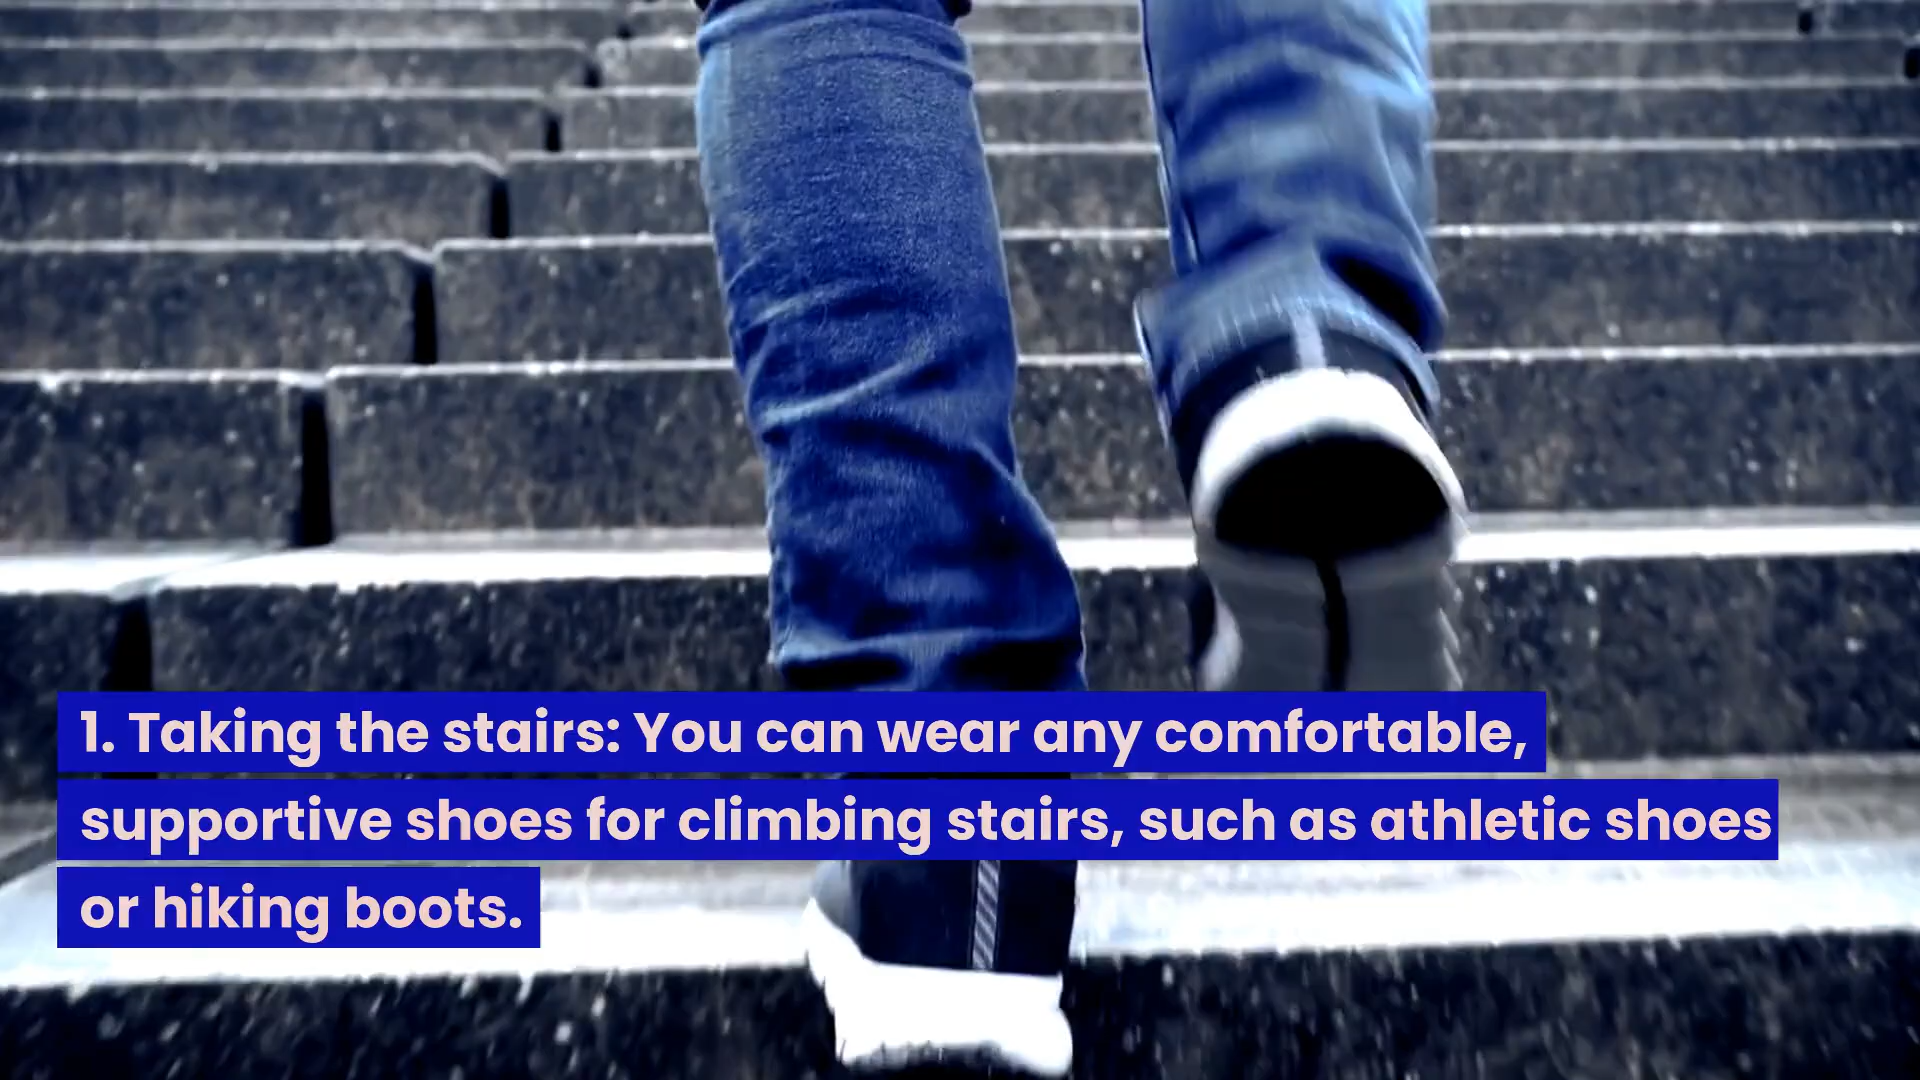 1. Taking the stairs: You can wear any comfortable,
supportive shoes for climbing stairs, such as athletic shoes
or hiking boots.